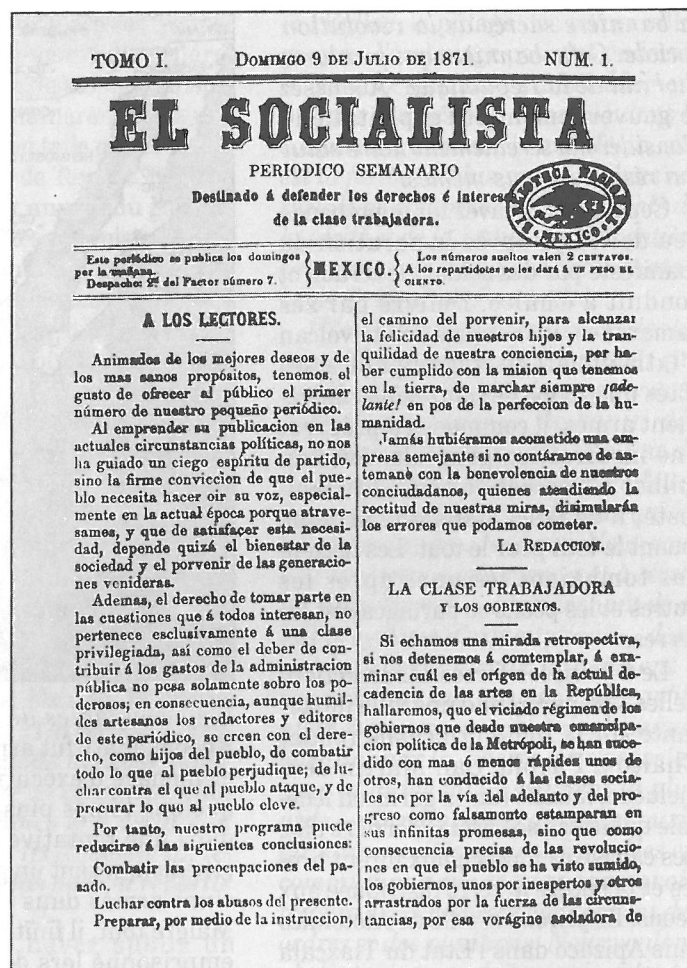 TOMO I.
DOMINGO 9 DE JULIO DE 1871.
NUM. 1.
EL SOCIALISTA
PERIODICO SEMANARIO
Destinado á defender los derechos é interes
de la clase trabajadora.
BIBLIOTECA NACIONAL
MEXICO
Este periódico se publica los domingos
por la mañana.
Despacho: 2ª del Factor número 7.
MEXICO.
Los números sueltos valen 2 CENTAVOS.
A los repartidotes se les dará á UN PESO EL
CIENTO.
A LOS LECTORES.
Animados de los mejores deseos y de
los mas sanos propósitos, tenemos el
gusto de ofrecer al público el primer
número de nuestro pequeño periódico.
Al emprender su publicacion en las
actuales circunstancias políticas, no nos
ha guiado un ciego espíritu de partido,
sino la firme conviccion de que el pue-
blo necesita hacer oir su voz, especial-
mente en la actual época porque atrave-
sames, y que de satisfaçer esta necesi-
dad, depende quizá el bienestar de la
sociedad y el porvenir de las generacio-
nes venideras.
Ademas, el derecho de tomar parte en
las cuestiones que á todos interesan, no
pertenece esclusivamente á una clase
privilegiada, así como el deber de con-
tribuir á los gastos de la administracion
pública no pesa solamente sobre los po-
derosos; en consecuencia, aunque humil-
des artesanos los redactores y editores
de este periódico, se creen con el dere-
cho, como hijos del pueblo, de combatir
todo lo que al pueblo perjudique; de lu-
char contra el que al pueblo ataque, y de
procurar lo que al pueblo eleve.
Por tanto, nuestro programa puede
reducirse á las siguientes conclusiones:
Combatir las preocupaciones del pa-
sado.
Luchar contra los abusos del presente.
Preparar, por medio de la instruccion,
el camino del porvenir, para alcanzar
la felicidad de nuestros hijos y la tran-
quilidad de nuestra conciencia, por ha-
ber cumplido con la mision que tenemos
en la tierra, de marchar siempre ¡ade-
lante! en pos de la perfeccion de la hu-
manidad.
Jamás hubiéramos acometido una em-
presa semejante si no contáramos de an-
temane con la benevolencia de nuestros
conciudadanos, quienes atendiendo la
rectitud de nuestras miras, disimularán
los errores que podamos cometer.
LA REDACCION.
LA CLASE TRABAJADORA
Y LOS GOBIERNOS.
Si echamos una mirada retrospectiva,
si nos detenemos á comtemplar, á exa-
minar cuál es el orígen de la actual de-
cadencia de las artes en la República,
hallaremos, que el viciado régimen de los
gobiernos que desde nuestra emancipa-
cion política de la Metrópoli, se han suce-
dido con mas ó menos rápides unos de
otros, han conducido á las clases socia-
les no por la vía del adelanto y del pro-
greso como falsamento estamparan en
sus infinitas promesas, sino que como
consecuencia precisa de las revolucio-
nes en que el pueblo se ha visto sumido,
los gobiernos, unos por inespertos y otros
arrastrados por la fuerza de las circuns-
tancias, por esa vorágine asoladora de